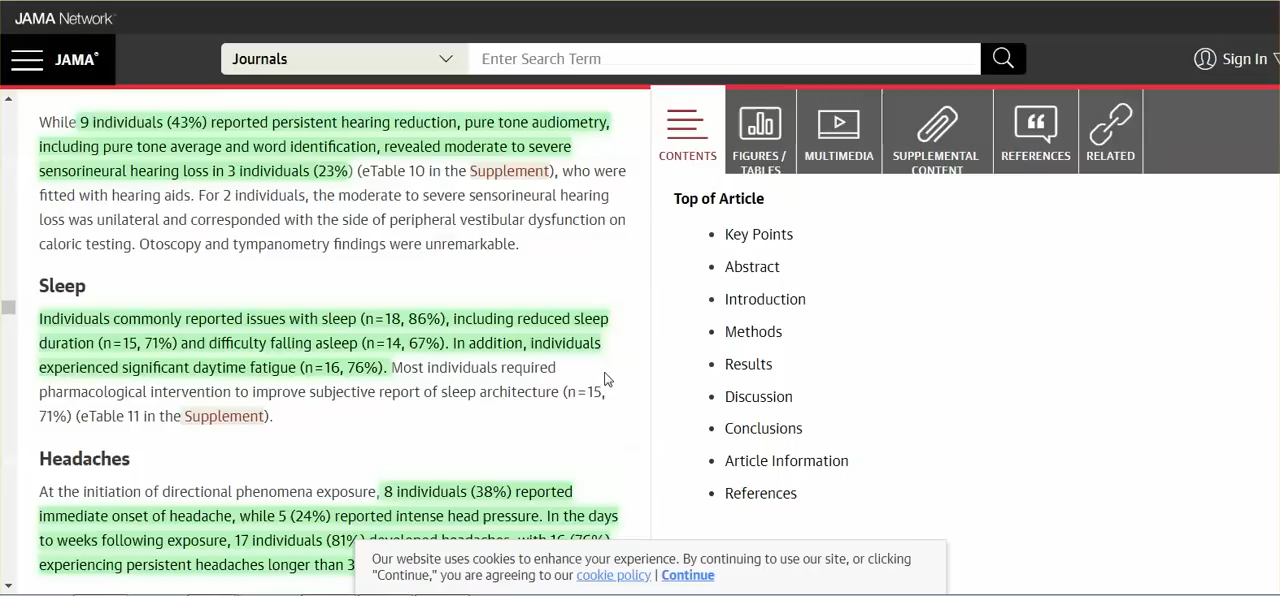 JAMA Network
JAMA
Journals
Enter Search Term
Sign In
While 9 individuals (43%) reported persistent hearing reduction, pure tone audiometry,
including pure tone average and word identification, revealed moderate to severe
sensorineural hearing loss in 3 individuals (23%) (eTable 10 in the Supplement), who were
fitted with hearing aids. For 2 individuals, the moderate to severe sensorineural hearing
loss was unilateral and corresponded with the side of peripheral vestibular dysfunction on
caloric testing. Otoscopy and tympanometry findings were unremarkable.
Sleep
Individuals commonly reported issues with sleep (n=18, 86%), including reduced sleep
duration (n=15, 71%) and difficulty falling asleep (n=14, 67%). In addition, individuals
experienced significant daytime fatigue (n=16, 76%). Most individuals required
pharmacological intervention to improve subjective report of sleep architecture (n=15,
71%) (eTable 11 in the Supplement).
Headaches
At the initiation of directional phenomena exposure, 8 individuals (38%) reported
immediate onset of headache, while 5 (24%) reported intense head pressure. In the days
to weeks following exposure, 17 individuals (81%) developed headaches, with 16 (76%)
experiencing persistent headaches longer than 3
CONTENTS
FIGURES /
TABLES
MULTIMEDIA
SUPPLEMENTAL
CONTENT
REFERENCES
RELATED
Top of Article
Key Points
Abstract
Introduction
Methods
Results
Discussion
Conclusions
Article Information
References
Our website uses cookies to enhance your experience. By continuing to use our site, or clicking
"Continue," you are agreeing to our cookie policy | Continue